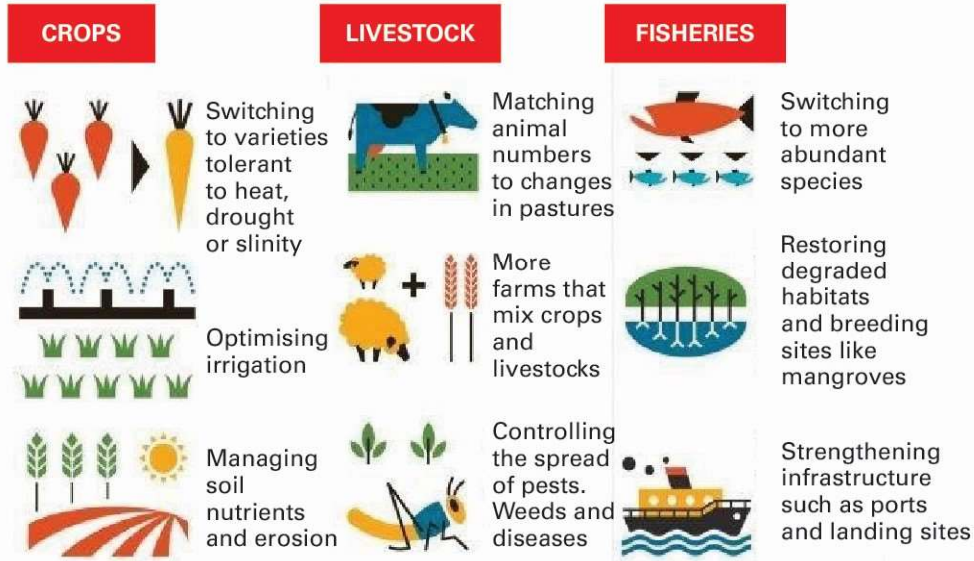 CROPS
Switching
to varieties
tolerant
to heat,
drought
or slinity
Optimising
irrigation
Managing
soil
nutrients
and erosion
LIVESTOCK
Matching
animal
numbers
to changes
in pastures
More
farms that
mix crops
and
livestocks
Controlling
the spread
of pests.
Weeds and
diseases
FISHERIES
Switching
to more
abundant
species
Restoring
degraded
habitats
and breeding
sites like
mangroves
Strengthening
infrastructure
such as ports
and landing sites